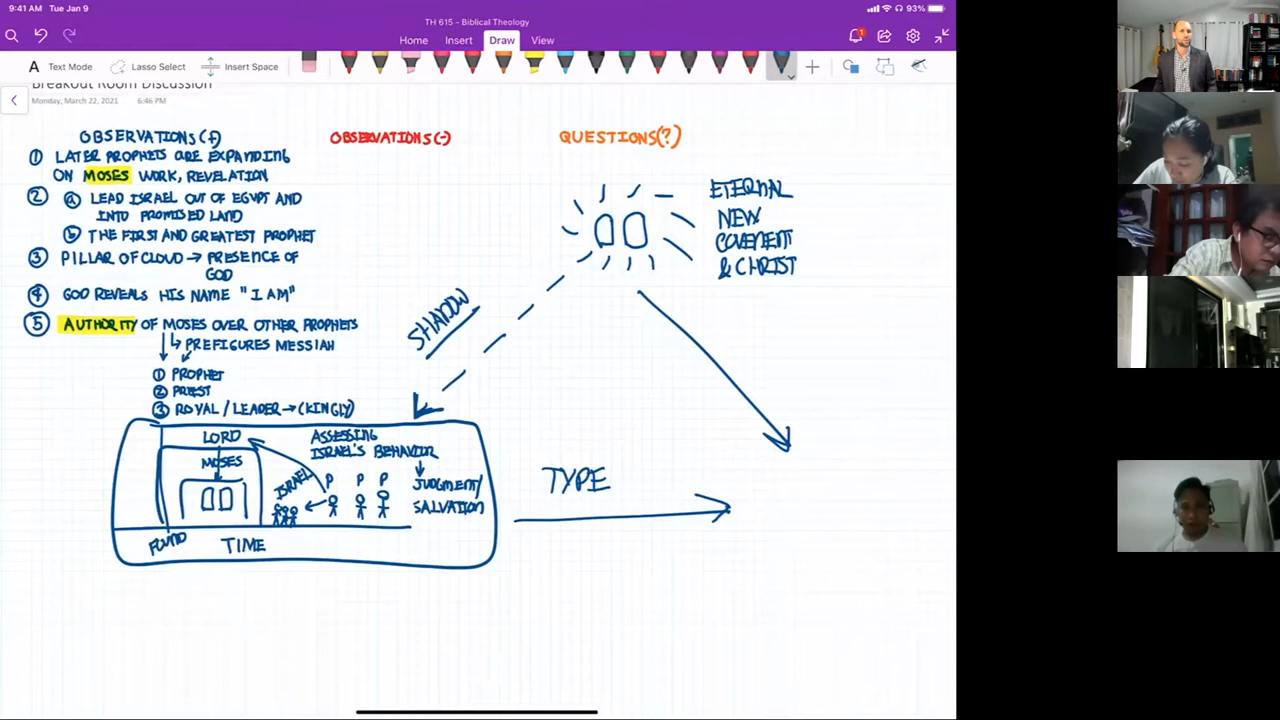 9:41 AM Tue Jan 9
93%
TH 615 - Biblical Theology
Home Insert Draw View
1
A Text Mode Lasso Select Insert Space
Breakout Room Discussion
Monday, March 22, 2021 6:46 PM
OBSERVATIONS(+)
① LATER PROPHETS ARE EXPANDING
ON MOSES WORK, REVELATION
② ⓐ LEAD ISRAEL OUT OF EGYPT AND
INTO PROMISED LAND
ⓑ THE FIRST AND GREATEST PROPHET
③ PILLAR OF CLOUD → PRESENCE OF
GOD
④ GOD REVEALS HIS NAME "I AM"
⑤ AUTHORITY OF MOSES OVER OTHER PROPHETS
↳ PREFIGURES MESSIAH
① PROPHET
② PRIEST
③ ROYAL / LEADER → (KINGLY)
OBSERVATIONS(-)
QUESTIONS(?)
ETERNAL
NEW
COVENENT
& CHRIST
SHADOW
LORD
MOSES
ISRAEL
ASSESSING
ISRAEL'S BEHAVIOR
P P P
JUDGMENT/
SALVATION
FOUND
TIME
TYPE